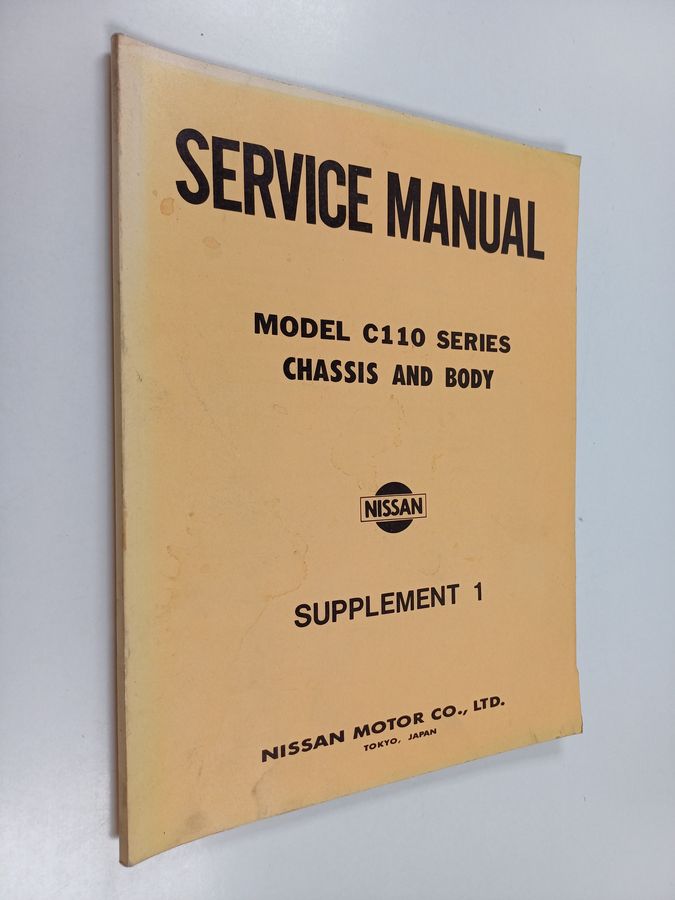 SERVICE MANUAL
MODEL C110 SERIES
CHASSIS AND BODY
NISSAN
SUPPLEMENT 1
NISSAN MOTOR CO., LTD.
TOKYO, JAPAN